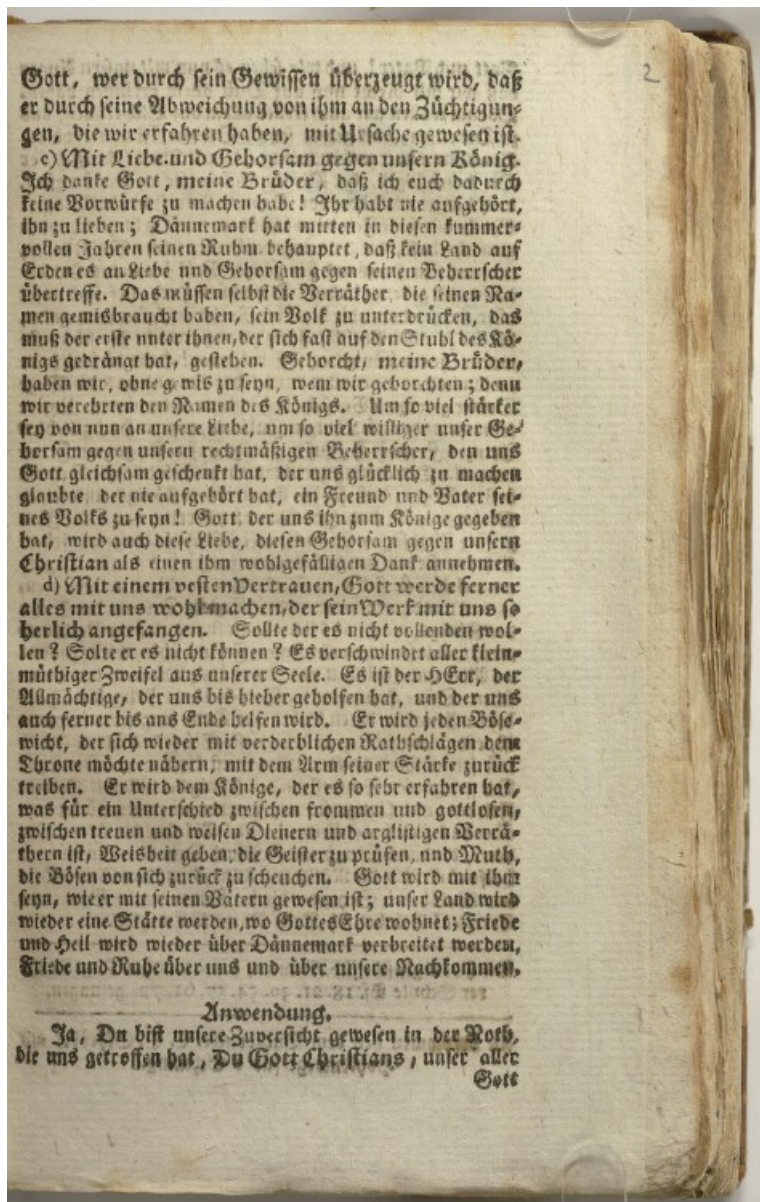 2
Gott, wer durch sein Gewissen überzeugt wird, daß
er durch seine Abweichung von ihm an den Züchtigun-
gen, die wir erfahren haben, mit Ursache gewesen ist.
c) Mit Liebe und Gehorsam gegen unsern König.
Ich danke Gott, meine Brüder, daß ich euch dadurch
keine Vorwürfe zu machen habe! Ihr habt nie aufgehört,
ihn zu lieben; Dännemark hat mitten in diesen kummer-
vollen Jahren seinen Ruhm behauptet, daß kein Land auf
Erden es an Liebe und Gehorsam gegen seinen Beherrscher
übertreffe. Das müssen selbst die Verräther, die seinen Na-
men gemisbraucht haben, sein Volk zu unterdrücken, das
muß der erste unter ihnen, der sich fast auf den Stuhl des Kö-
nigs gedrängt hat, gestehen. Gehorcht, meine Brüder,
haben wir, ohne gewis zu seyn, wem wir gehorchten; denn
wir verehrten den Namen des Königs. Um so viel stärker
sey von nun an unsere Liebe, um so viel williger unser Ge-
horsam gegen unsern rechtmäßigen Beherrscher, den uns
Gott gleichsam geschenkt hat, der uns glücklich zu machen
glaubte, der nie aufgehört hat, ein Freund und Vater sei-
nes Volks zu seyn! Gott, der uns ihn zum Könige gegeben
hat, wird auch diese Liebe, diesen Gehorsam gegen unsern
Christian als einen ihm wohlgefälligen Dank annehmen.
d) Mit einem vesten Vertrauen, Gott werde ferner
alles mit uns wohl machen, der sein Werk mit uns so
herlich angefangen. Sollte der es nicht vollenden wol-
len? Solte er es nicht können? Es verschwindet aller klein-
müthiger Zweifel aus unserer Seele. Es ist der HErr, der
Allmächtige, der uns bis hieher geholfen hat, und der uns
auch ferner bis ans Ende helfen wird. Er wird jeden Böse-
wicht, der sich wieder mit verderblichen Rathschlägen dem
Throne möchte nähern, mit dem Arm seiner Stärke zurück
treiben. Er wird dem Könige, der es so sehr erfahren hat,
was für ein Unterschied zwischen frommen und gottlosen,
zwischen treuen und weisen Dienern und arglistigen Verrä-
thern ist, Weisheit geben, die Geister zu prüfen, und Muth,
die Bösen von sich zurück zu scheuchen. Gott wird mit ihm
seyn, wie er mit seinen Vätern gewesen ist; unser Land wird
wieder eine Stätte werden, wo Gottes Ehre wohnet; Friede
und Heil wird wieder über Dännemark verbreitet werden,
Friede und Ruhe über uns und über unsere Nachkommen.
Anwendung.
Ja, Du bist unsere Zuversicht gewesen in der Noth,
die uns getroffen hat, Du Gott Christians, unser aller
Gott